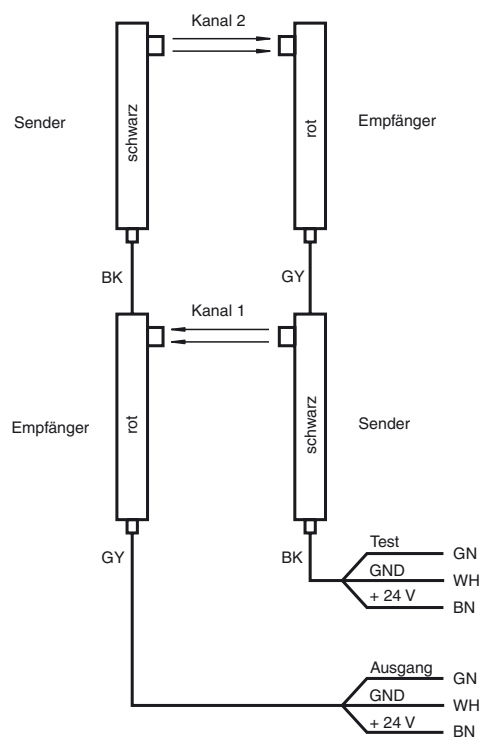 Kanal 2
Sender
schwarz
rot
Empfänger
BK
GY
Kanal 1
Empfänger
rot
schwarz
Sender
GY
BK
Test
GN
GND
WH
+ 24 V
BN
Ausgang
GN
GND
WH
+ 24 V
BN